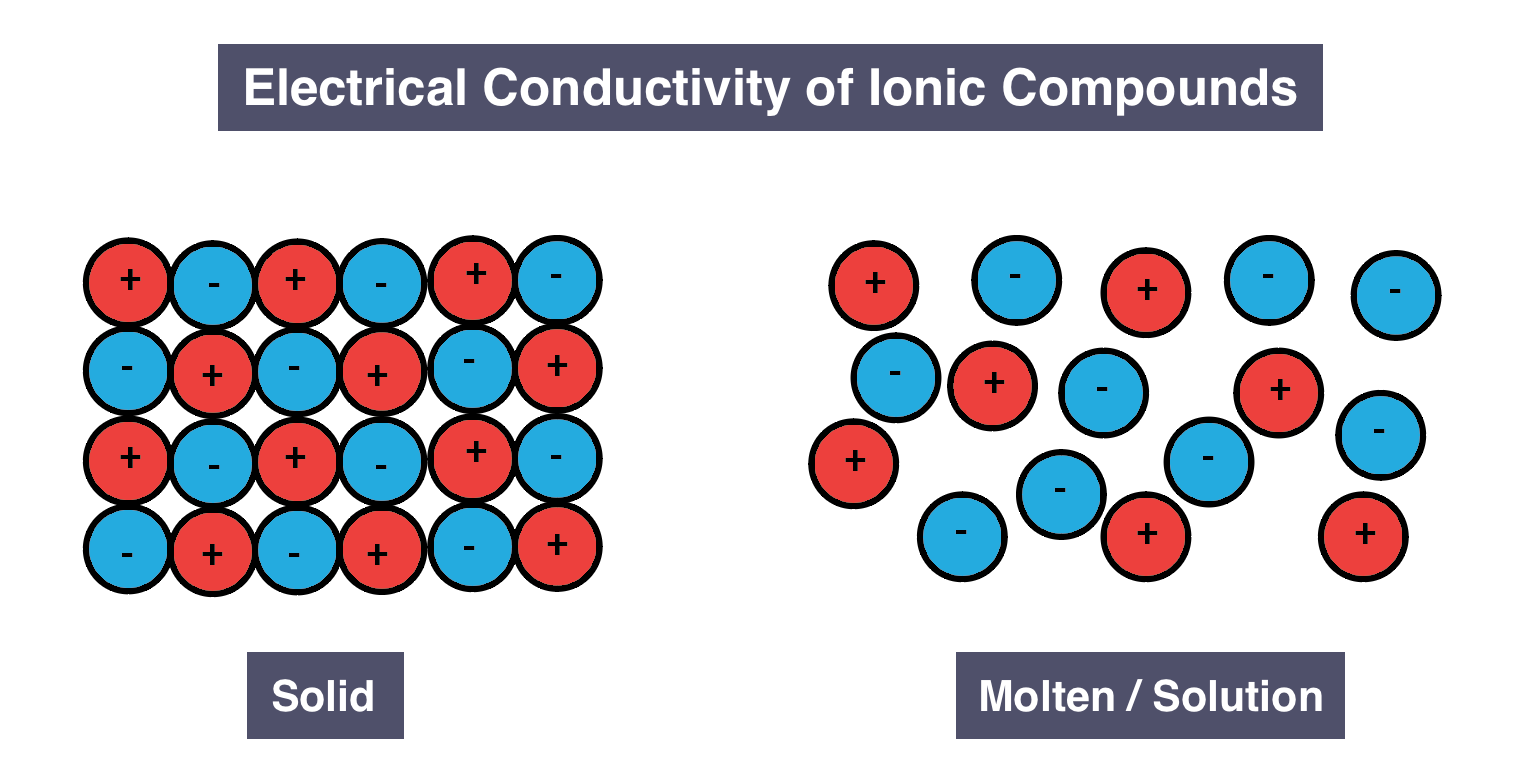 Electrical Conductivity of Ionic Compounds
+ - + - + -
- + - + - +
+ - + - + -
- + - + - +
+ - + - -
- + - + -
+ - - + - +
Solid
Molten / Solution